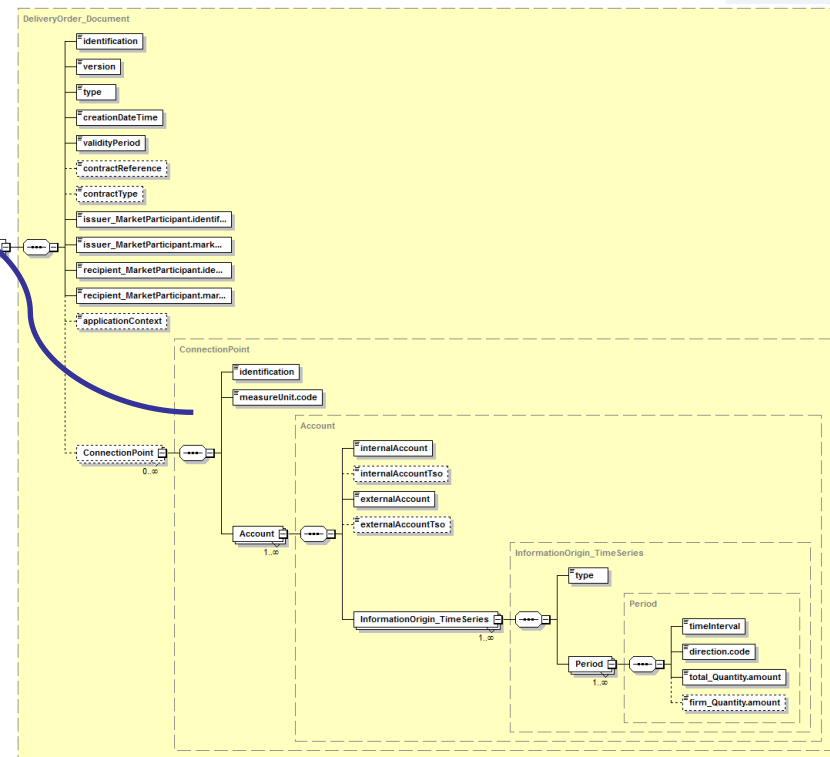 DeliveryOrder_Document
identification
version
type
creationDateTime
validityPeriod
contractReference
contractType
issuer_MarketParticipant.identif...
issuer_MarketParticipant.mark...
recipient_MarketParticipant.ide...
recipient_MarketParticipant.mar...
applicationContext
ConnectionPoint
identification
measureUnit.code
Account
internalAccount
ConnectionPoint
0..∞
internalAccountTso
externalAccount
externalAccountTso
Account
1..∞
InformationOrigin_TimeSeries
type
Period
InformationOrigin_TimeSeries
1..∞
timeInterval
direction.code
Period
1..∞
total_Quantity.amount
firm_Quantity.amount